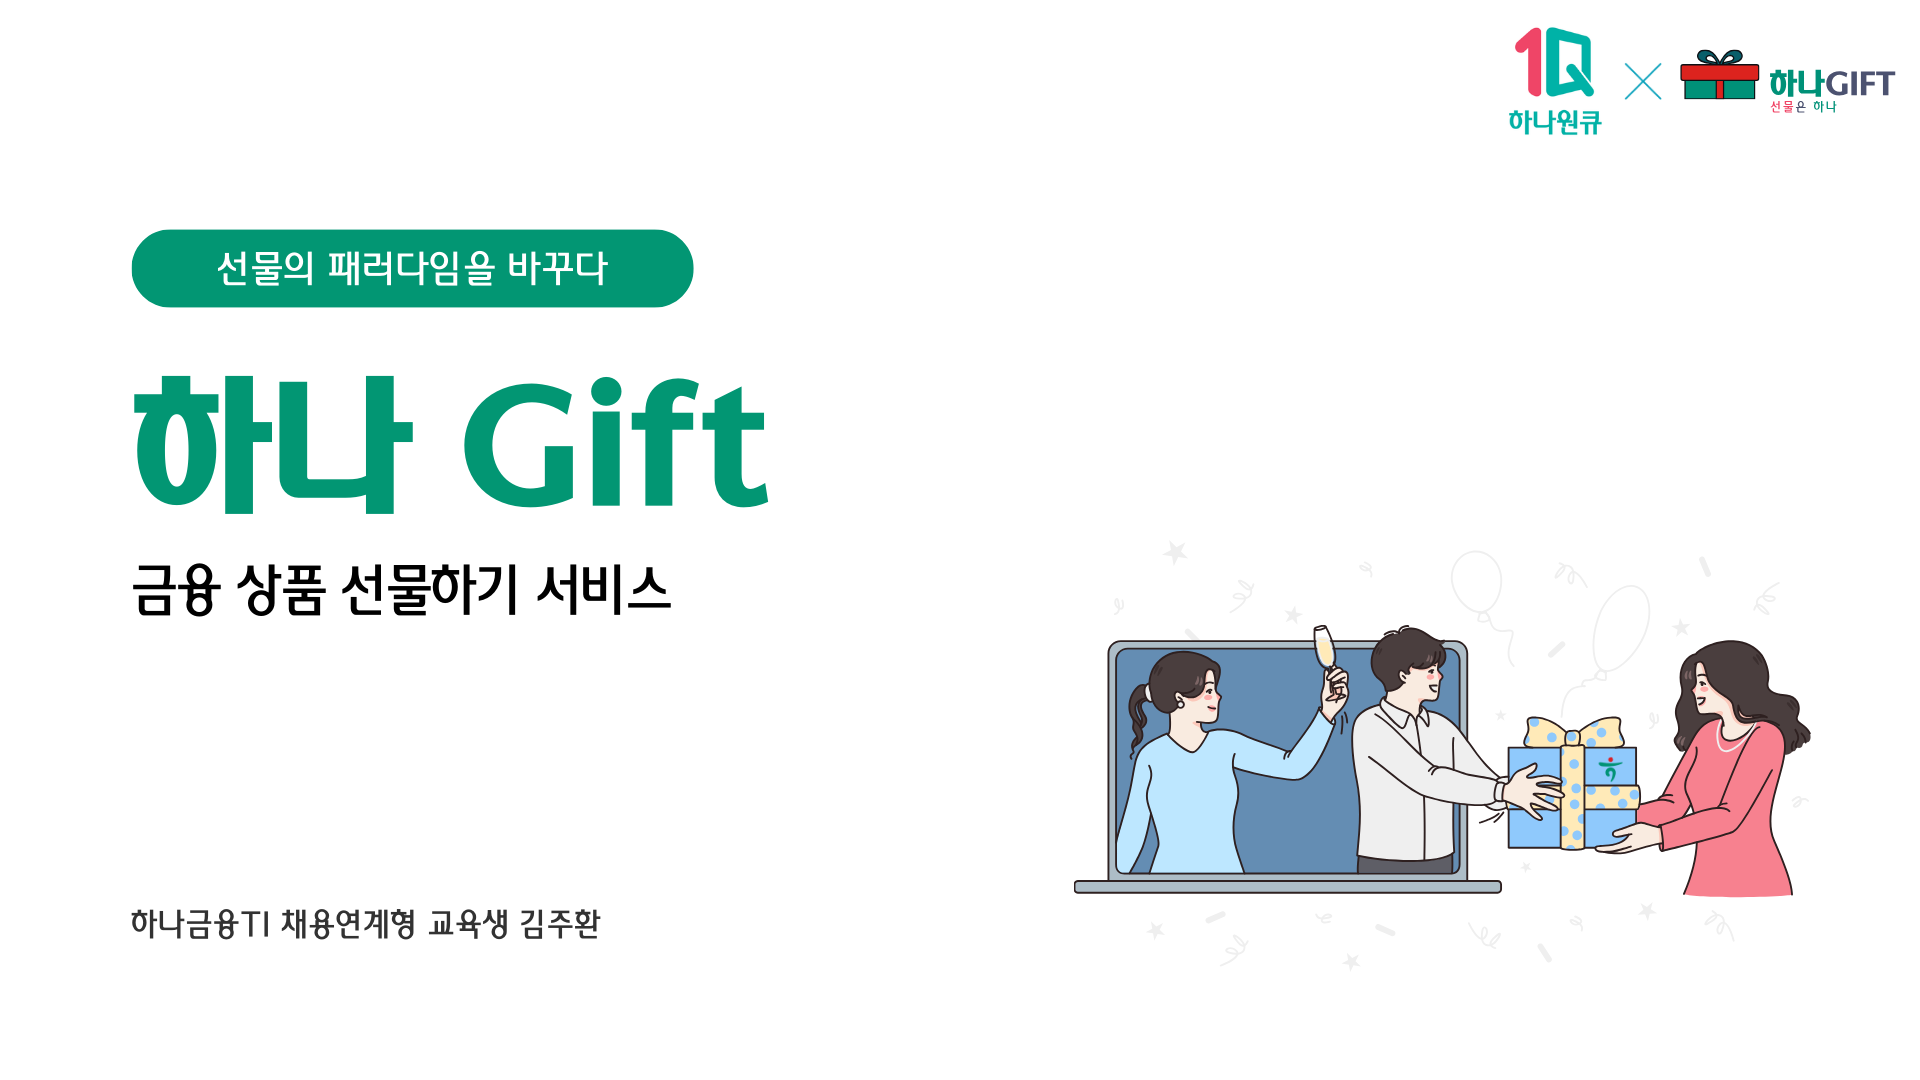 1Q
하나원큐
하나GIFT
선물은 하나
선물의 패러다임을 바꾸다
하나 Gift
금융 상품 선물하기 서비스
하나금융TI 채용연계형 교육생 김주환